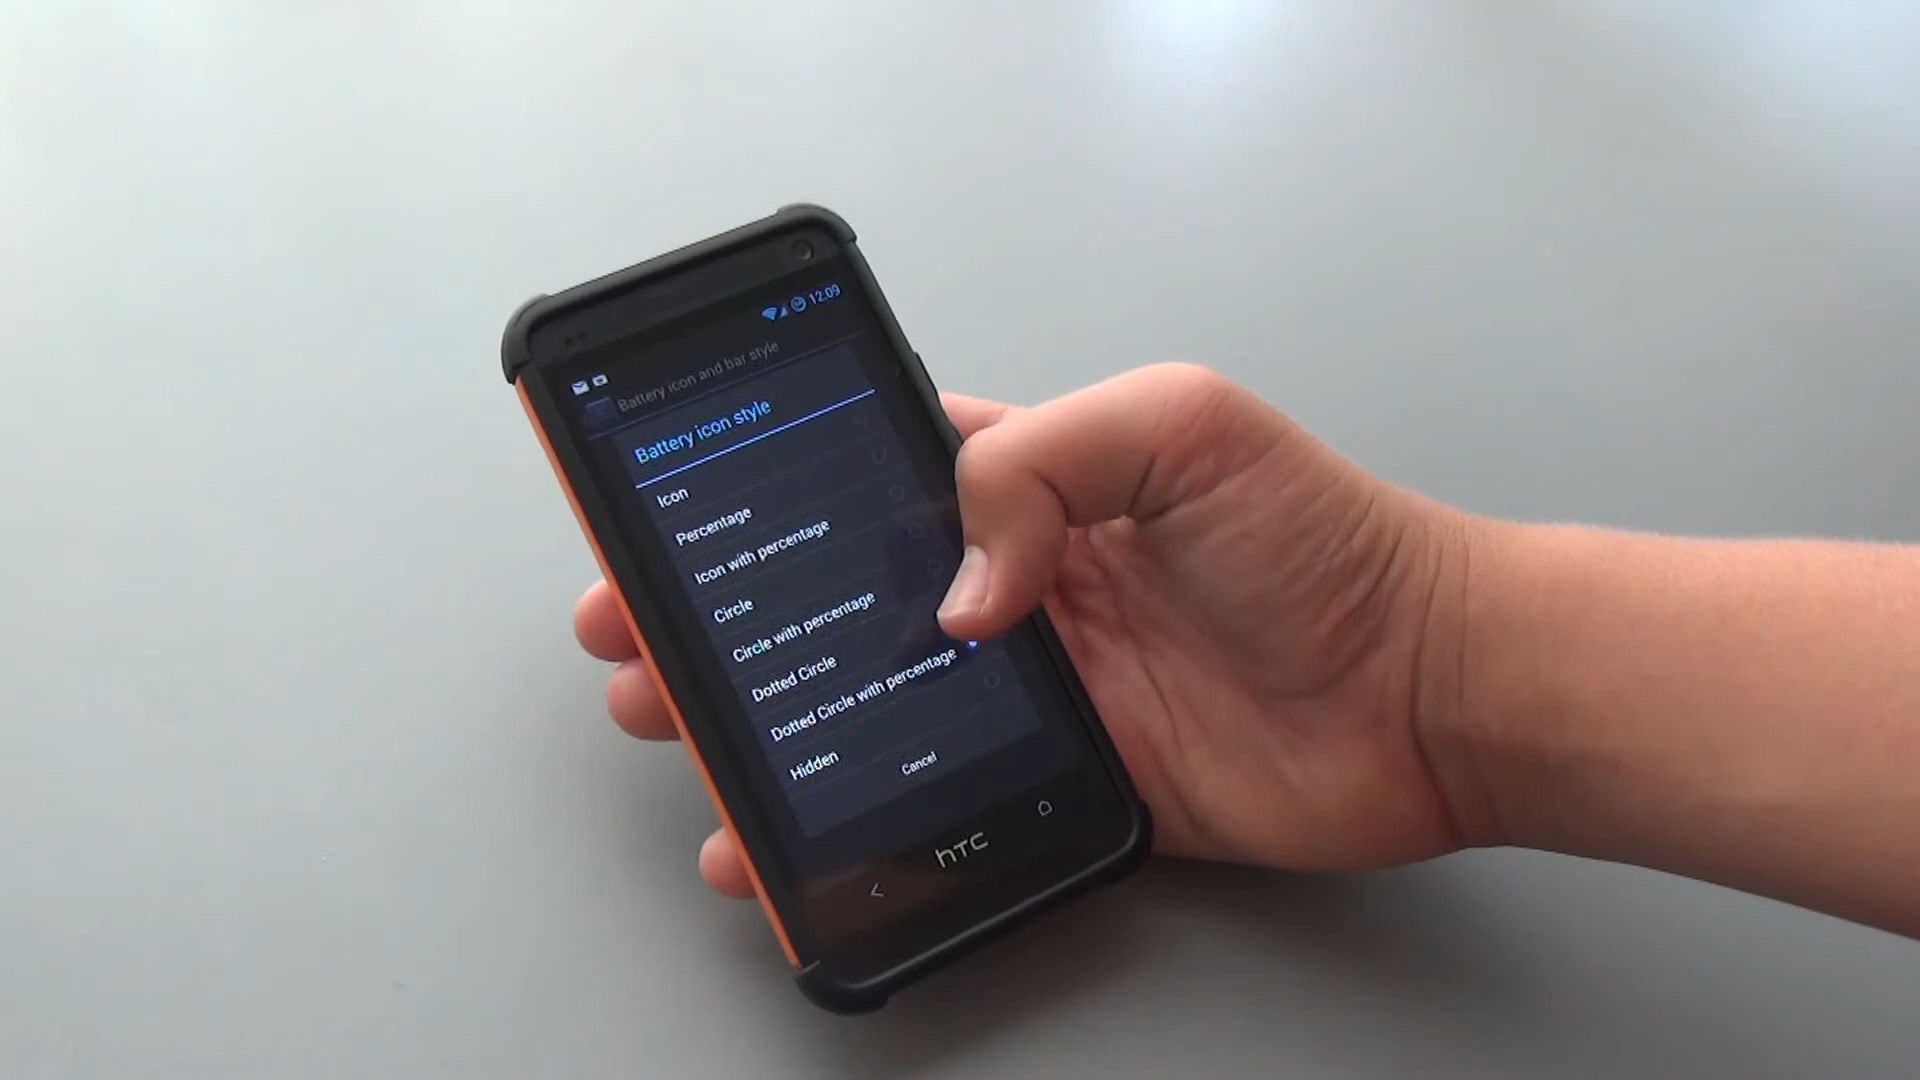 12:09
Battery icon and bar style
Battery icon style
Icon
Percentage
Icon with percentage
Circle
Circle with percentage
Dotted Circle
Dotted Circle with percentage
Hidden
Cancel
hTC